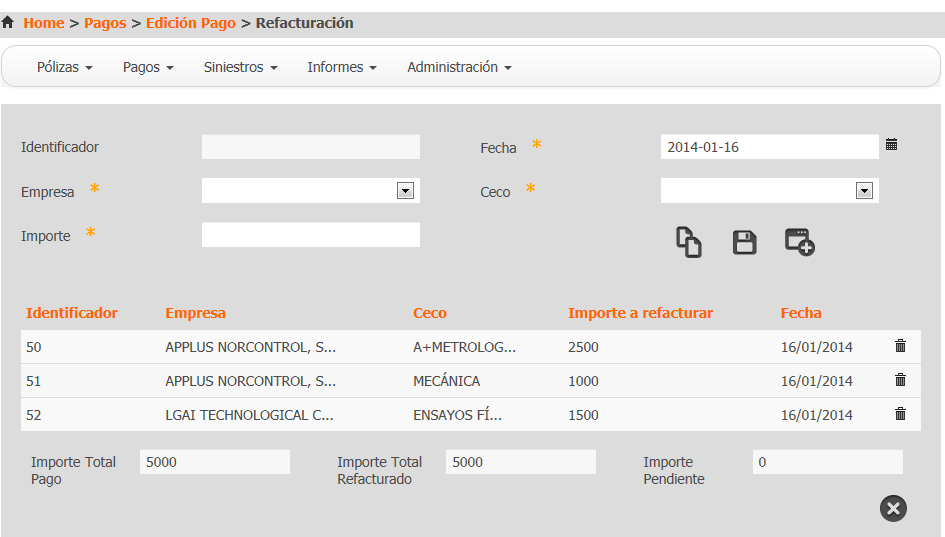 Home > Pagos > Edición Pago > Refacturación
Pólizas Pagos Siniestros Informes Administración
Identificador Fecha * 2014-01-16
Empresa * Ceco *
Importe *
Identificador Empresa Ceco Importe a refacturar Fecha
50 APPLUS NORCONTROL, S... A+METROLOG... 2500 16/01/2014
51 APPLUS NORCONTROL, S... MECÁNICA 1000 16/01/2014
52 LGAI TECHNOLOGICAL C... ENSAYOS FÍ... 1500 16/01/2014
Importe Total Pago 5000 Importe Total Refacturado 5000 Importe Pendiente 0